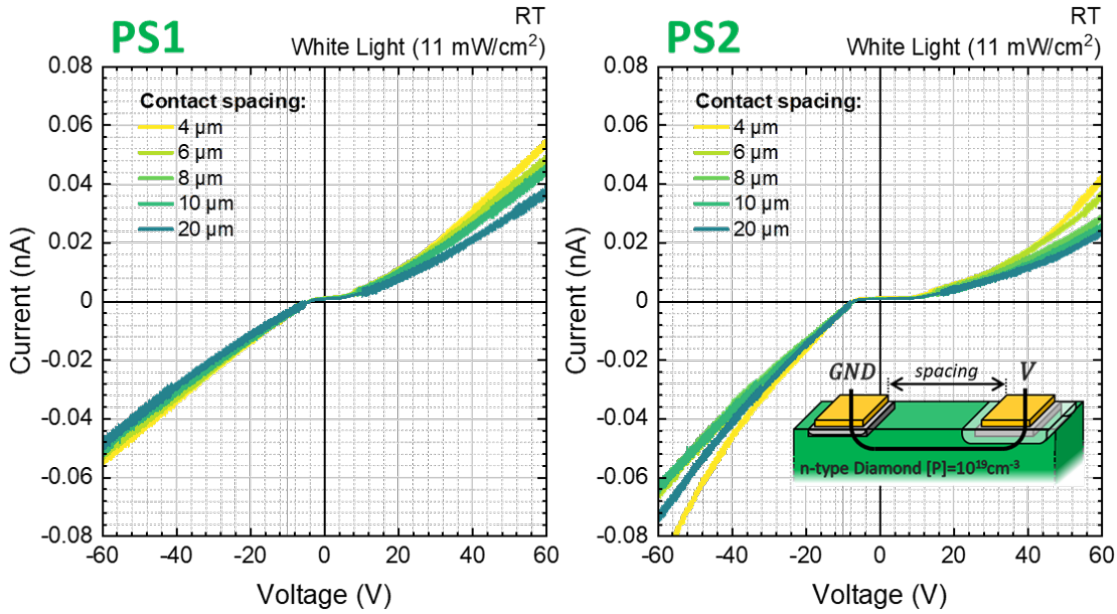 PS1
RT
White Light (11 mW/cm²)
Contact spacing:
4 µm
6 µm
8 µm
10 µm
20 µm
0.08
0.06
0.04
0.02
0
-0.02
-0.04
-0.06
-0.08
Current (nA)
-60 -40 -20 0 20 40 60
Voltage (V)
PS2
RT
White Light (11 mW/cm²)
Contact spacing:
4 µm
6 µm
8 µm
10 µm
20 µm
0.08
0.06
0.04
0.02
0
-0.02
-0.04
-0.06
-0.08
Current (nA)
GND spacing V
n-type Diamond [P]=10¹⁹cm⁻³
-60 -40 -20 0 20 40 60
Voltage (V)